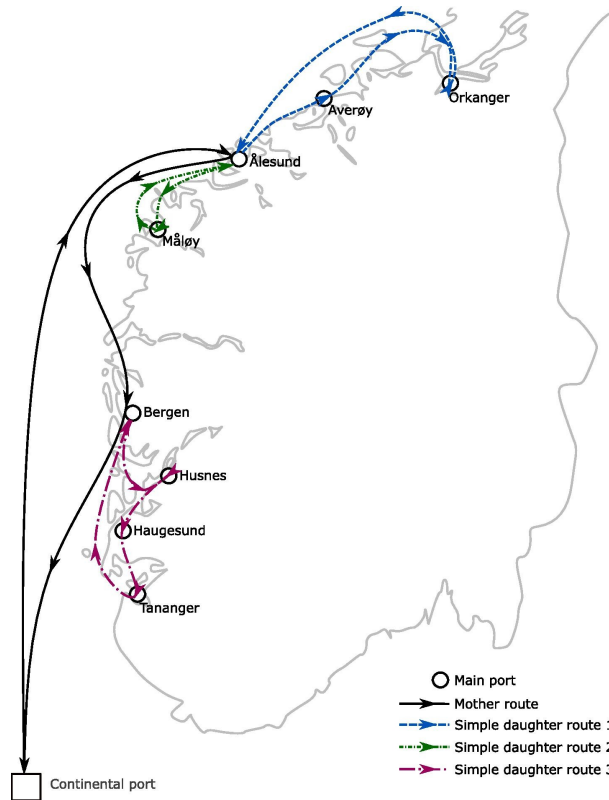 Orkanger
Averøy
Ålesund
Måløy
Bergen
Husnes
Haugesund
Tananger
Main port
Mother route
Simple daughter route 1
Simple daughter route 2
Simple daughter route 3
Continental port